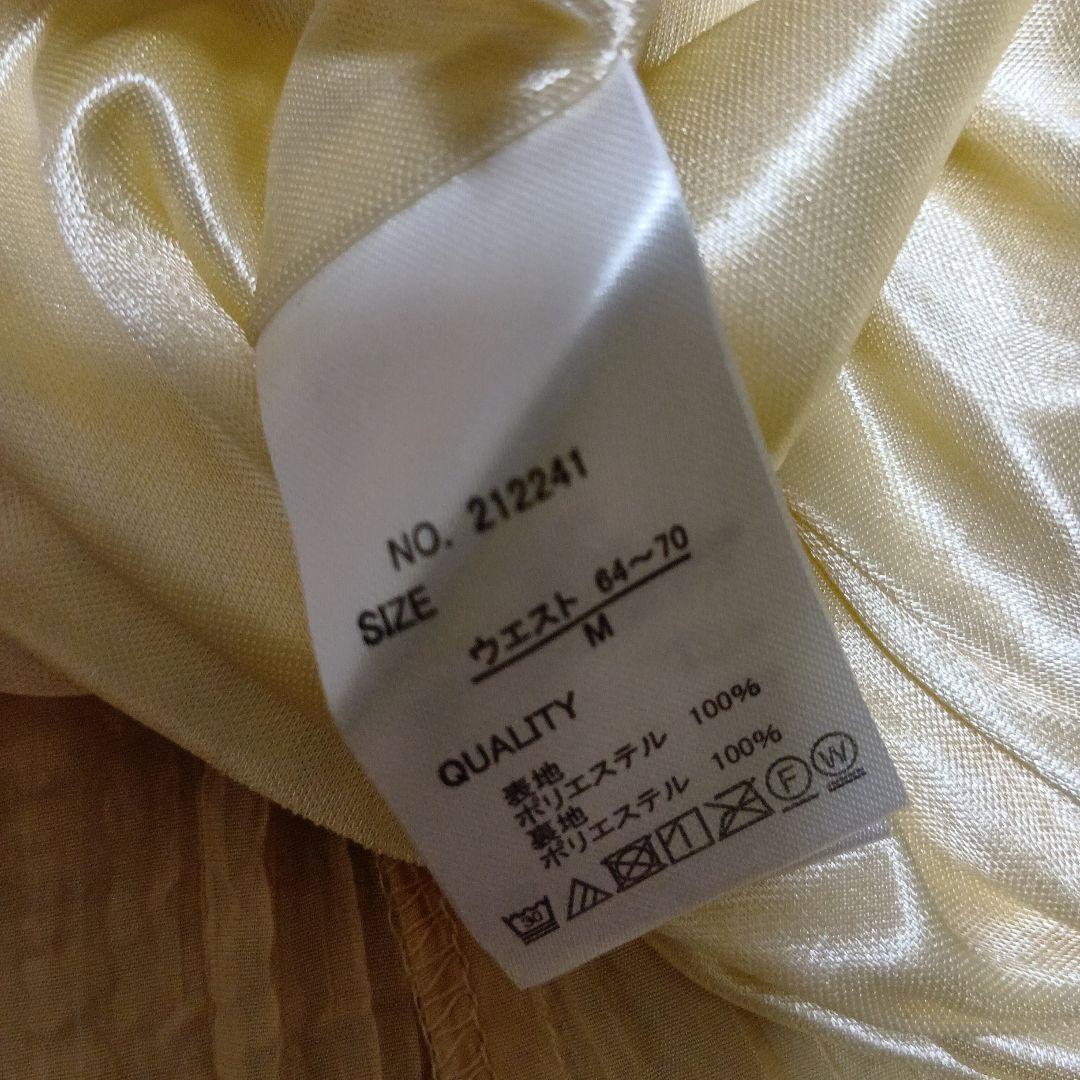 NO. 212241
SIZE
ウエスト 64～70
M
QUALITY
表地
ポリエステル 100%
裏地
ポリエステル 100%
30 F W